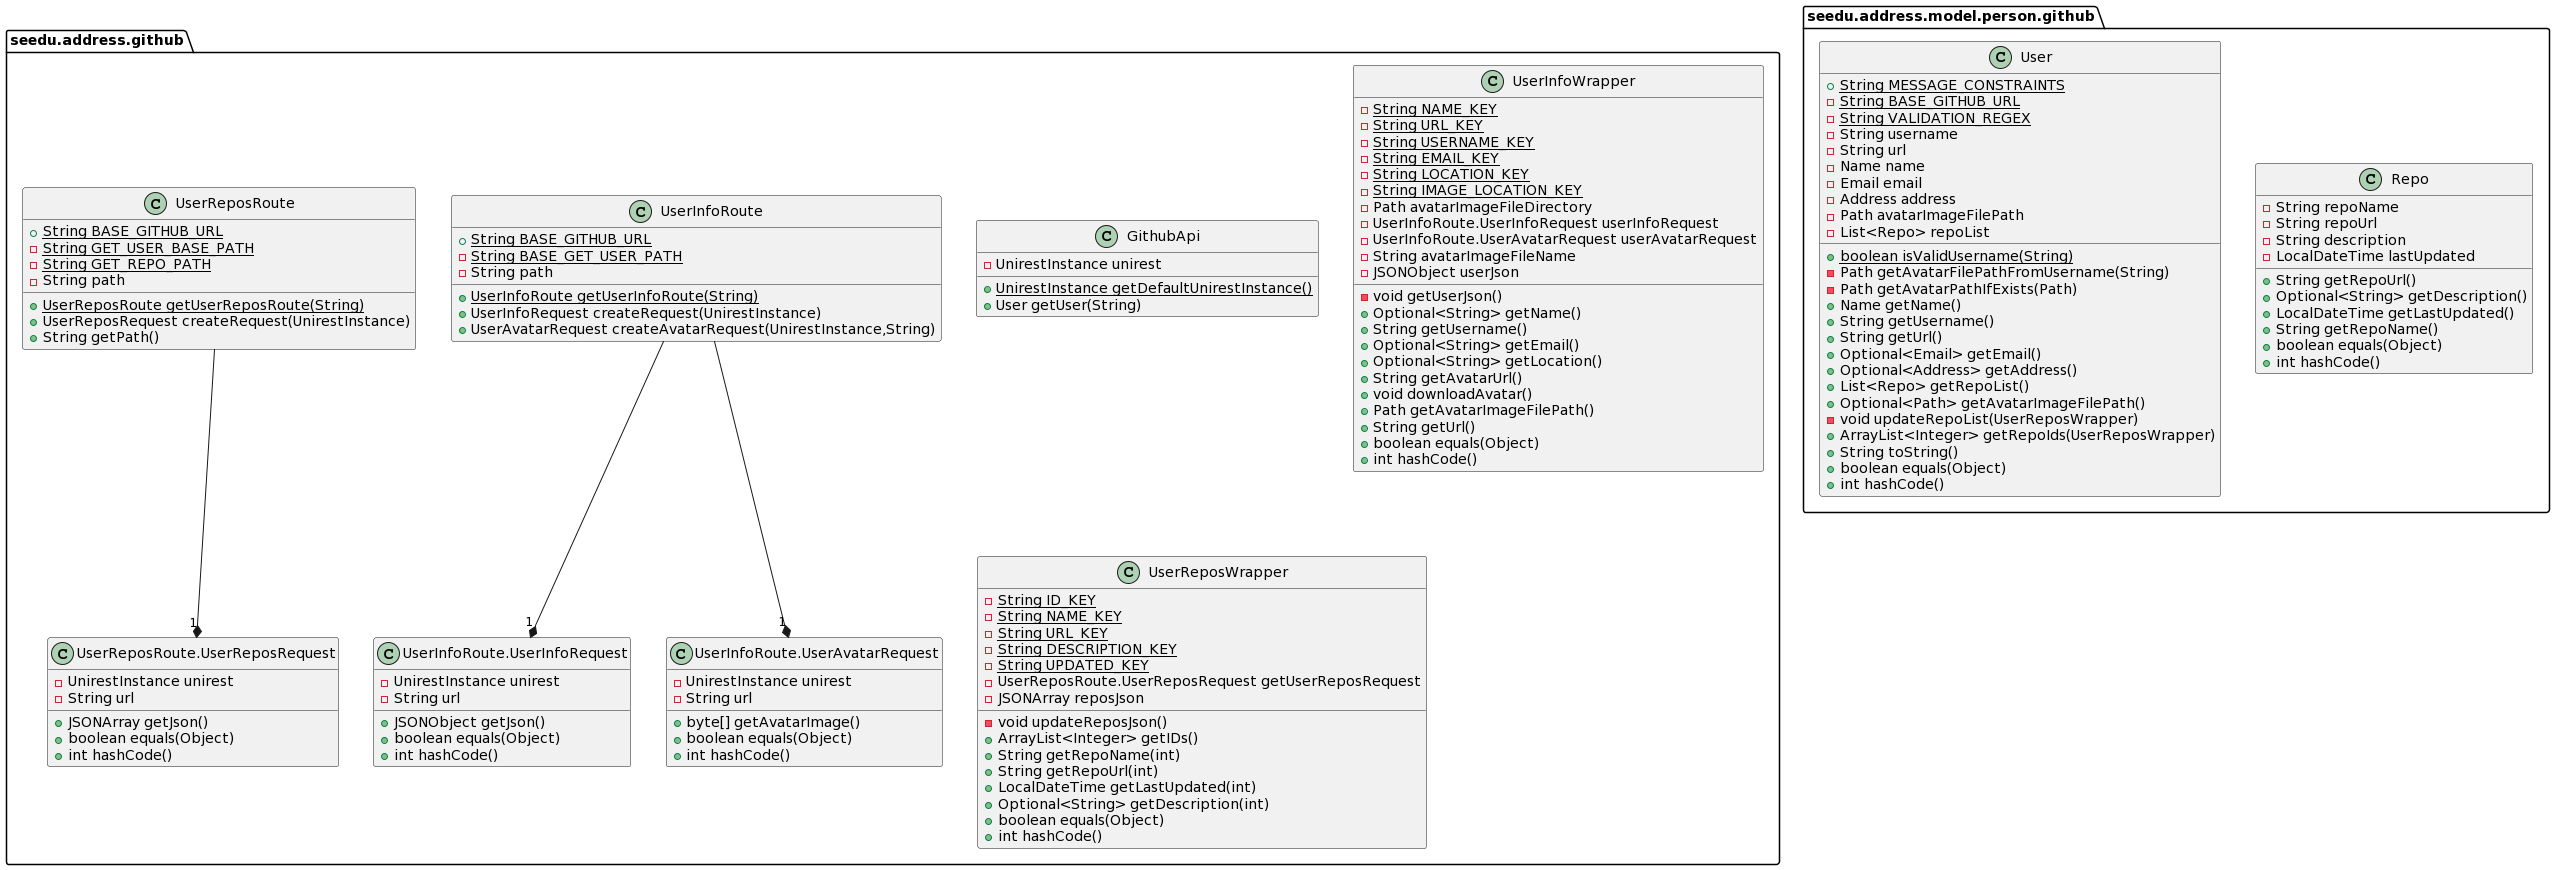 seedu.address.github
C UserReposRoute
String BASE_GITHUB_URL
String GET_USER_BASE_PATH
String GET_REPO_PATH
String path
UserReposRoute getUserReposRoute(String)
UserReposRequest createRequest(UnirestInstance)
String getPath()
C UserInfoRoute
String BASE_GITHUB_URL
String BASE_GET_USER_PATH
String path
UserInfoRoute getUserInfoRoute(String)
UserInfoRequest createRequest(UnirestInstance)
UserAvatarRequest createAvatarRequest(UnirestInstance,String)
C GithubApi
UnirestInstance unirest
UnirestInstance getDefaultUnirestInstance()
User getUser(String)
C UserInfoWrapper
String NAME_KEY
String URL_KEY
String USERNAME_KEY
String EMAIL_KEY
String LOCATION_KEY
String IMAGE_LOCATION_KEY
Path avatarImageFileDirectory
UserInfoRoute.UserInfoRequest userInfoRequest
UserInfoRoute.UserAvatarRequest userAvatarRequest
String avatarImageFileName
JSONObject userJson
void getUserJson()
Optional<String> getName()
String getUsername()
Optional<String> getEmail()
Optional<String> getLocation()
String getAvatarUrl()
void downloadAvatar()
Path getAvatarImageFilePath()
String getUrl()
boolean equals(Object)
int hashCode()
1
1
1
C UserReposRoute.UserReposRequest
UnirestInstance unirest
String url
JSONArray getJson()
boolean equals(Object)
int hashCode()
C UserInfoRoute.UserInfoRequest
UnirestInstance unirest
String url
JSONObject getJson()
boolean equals(Object)
int hashCode()
C UserInfoRoute.UserAvatarRequest
UnirestInstance unirest
String url
byte[] getAvatarImage()
boolean equals(Object)
int hashCode()
C UserReposWrapper
String ID_KEY
String NAME_KEY
String URL_KEY
String DESCRIPTION_KEY
String UPDATED_KEY
UserReposRoute.UserReposRequest getUserReposRequest
JSONArray reposJson
void updateReposJson()
ArrayList<Integer> getIDs()
String getRepoName(int)
String getRepoUrl(int)
LocalDateTime getLastUpdated(int)
Optional<String> getDescription(int)
boolean equals(Object)
int hashCode()
seedu.address.model.person.github
C User
String MESSAGE_CONSTRAINTS
String BASE_GITHUB_URL
String VALIDATION_REGEX
String username
String url
Name name
Email email
Address address
Path avatarImageFilePath
List<Repo> repoList
boolean isValidUsername(String)
Path getAvatarFilePathFromUsername(String)
Path getAvatarPathIfExists(Path)
Name getName()
String getUsername()
String getUrl()
Optional<Email> getEmail()
Optional<Address> getAddress()
List<Repo> getRepoList()
Optional<Path> getAvatarImageFilePath()
void updateRepoList(UserReposWrapper)
ArrayList<Integer> getRepoIds(UserReposWrapper)
String toString()
boolean equals(Object)
int hashCode()
C Repo
String repoName
String repoUrl
String description
LocalDateTime lastUpdated
String getRepoUrl()
Optional<String> getDescription()
LocalDateTime getLastUpdated()
String getRepoName()
boolean equals(Object)
int hashCode()